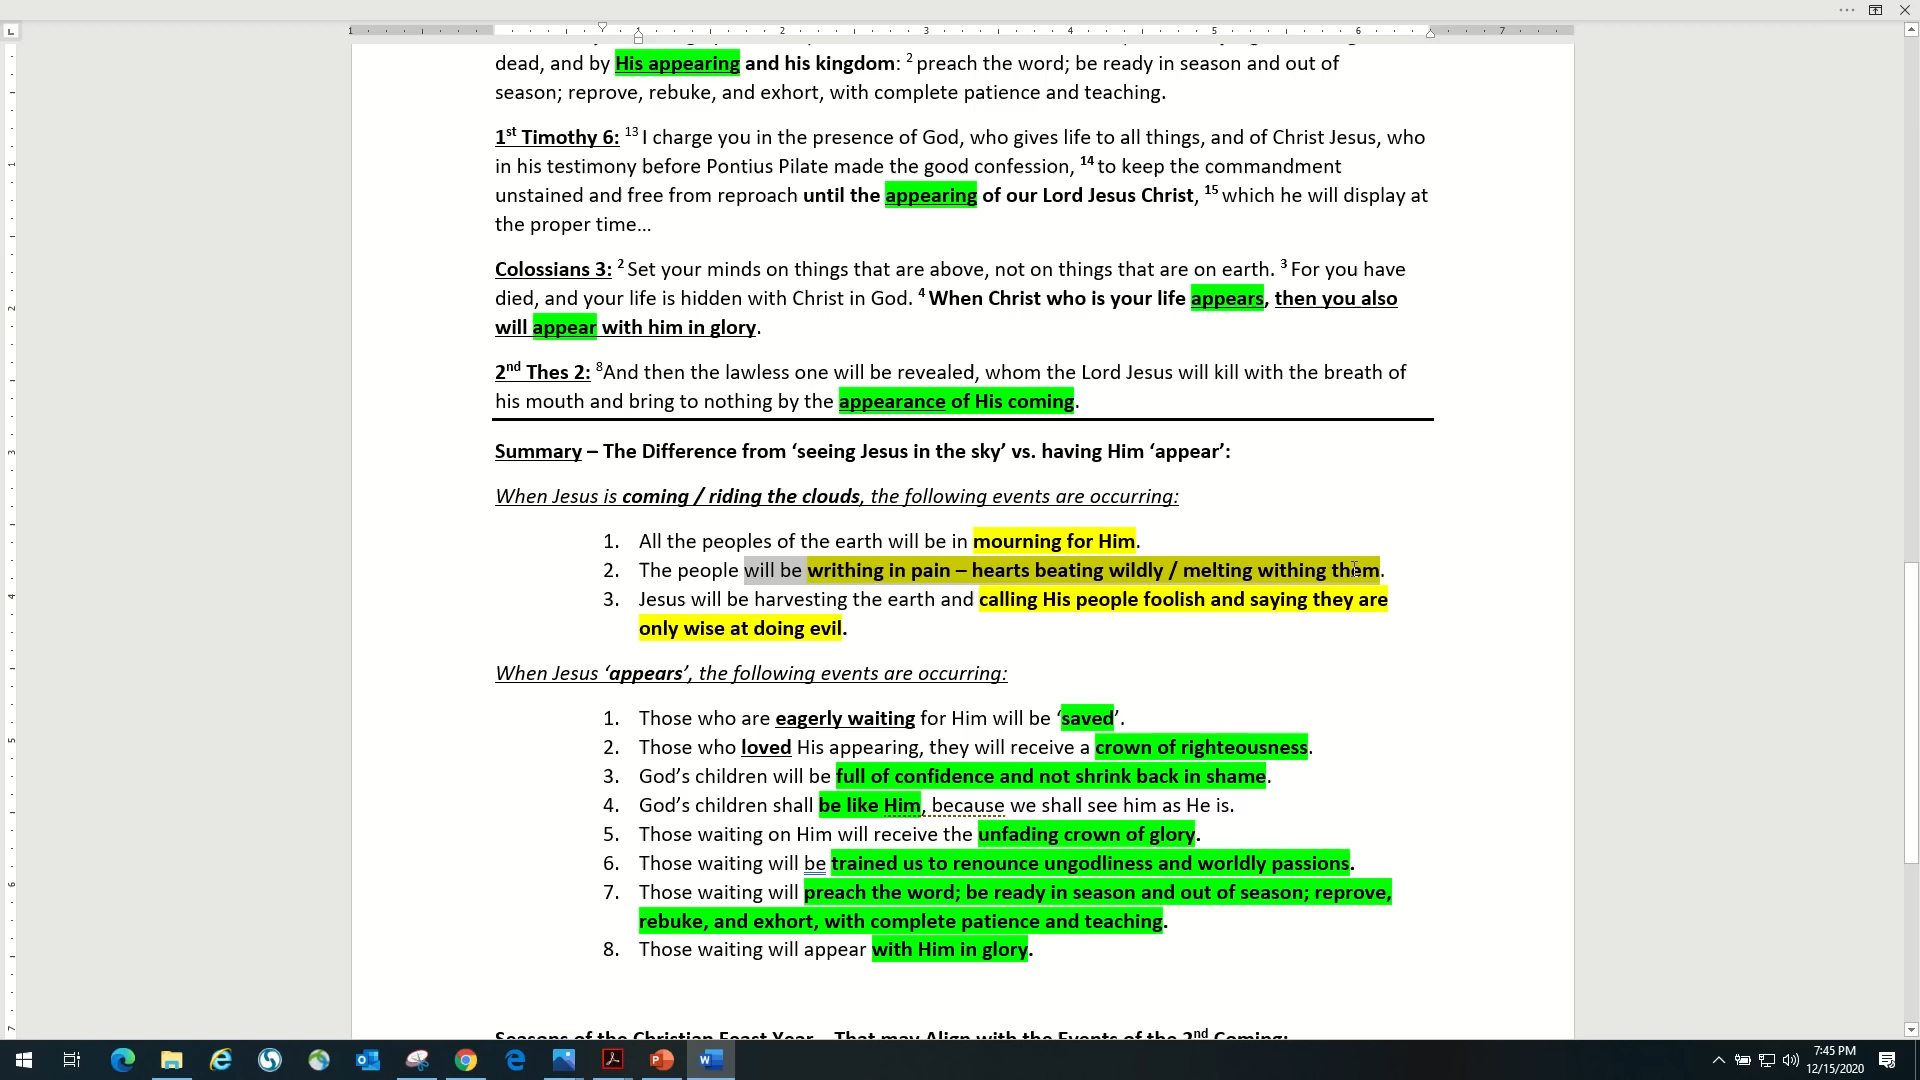 dead, and by His appearing and his kingdom: 2 preach the word; be ready in season and out of
season; reprove, rebuke, and exhort, with complete patience and teaching.
1st Timothy 6: 13 I charge you in the presence of God, who gives life to all things, and of Christ Jesus, who
in his testimony before Pontius Pilate made the good confession, 14 to keep the commandment
unstained and free from reproach until the appearing of our Lord Jesus Christ, 15 which he will display at
the proper time…
Colossians 3: 2 Set your minds on things that are above, not on things that are on earth. 3 For you have
died, and your life is hidden with Christ in God. 4 When Christ who is your life appears, then you also
will appear with him in glory.
2nd Thes 2: 8And then the lawless one will be revealed, whom the Lord Jesus will kill with the breath of
his mouth and bring to nothing by the appearance of His coming.
Summary – The Difference from ‘seeing Jesus in the sky’ vs. having Him ‘appear’:
When Jesus is coming / riding the clouds, the following events are occurring:
1. All the peoples of the earth will be in mourning for Him.
2. The people will be writhing in pain – hearts beating wildly / melting withing them.
3. Jesus will be harvesting the earth and calling His people foolish and saying they are
only wise at doing evil.
When Jesus ‘appears’, the following events are occurring:
1. Those who are eagerly waiting for Him will be ‘saved’.
2. Those who loved His appearing, they will receive a crown of righteousness.
3. God’s children will be full of confidence and not shrink back in shame.
4. God’s children shall be like Him, because we shall see him as He is.
5. Those waiting on Him will receive the unfading crown of glory.
6. Those waiting will be trained us to renounce ungodliness and worldly passions.
7. Those waiting will preach the word; be ready in season and out of season; reprove,
rebuke, and exhort, with complete patience and teaching.
8. Those waiting will appear with Him in glory.
Seasons of the Christian Feast Year – That may Align with the Events of the 2nd Coming:
7:45 PM
12/15/2020